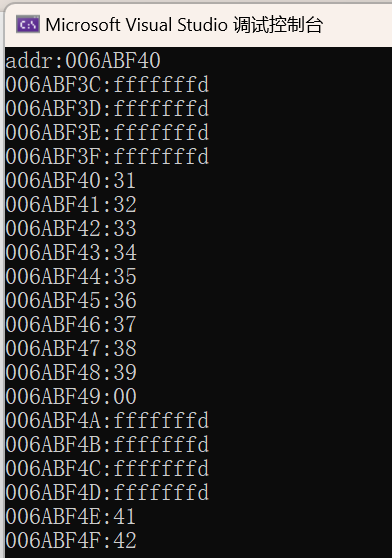 Microsoft Visual Studio 调试控制台
addr:006ABF40
006ABF3C:fffffffd
006ABF3D:fffffffd
006ABF3E:fffffffd
006ABF3F:fffffffd
006ABF40:31
006ABF41:32
006ABF42:33
006ABF43:34
006ABF44:35
006ABF45:36
006ABF46:37
006ABF47:38
006ABF48:39
006ABF49:00
006ABF4A:fffffffd
006ABF4B:fffffffd
006ABF4C:fffffffd
006ABF4D:fffffffd
006ABF4E:41
006ABF4F:42